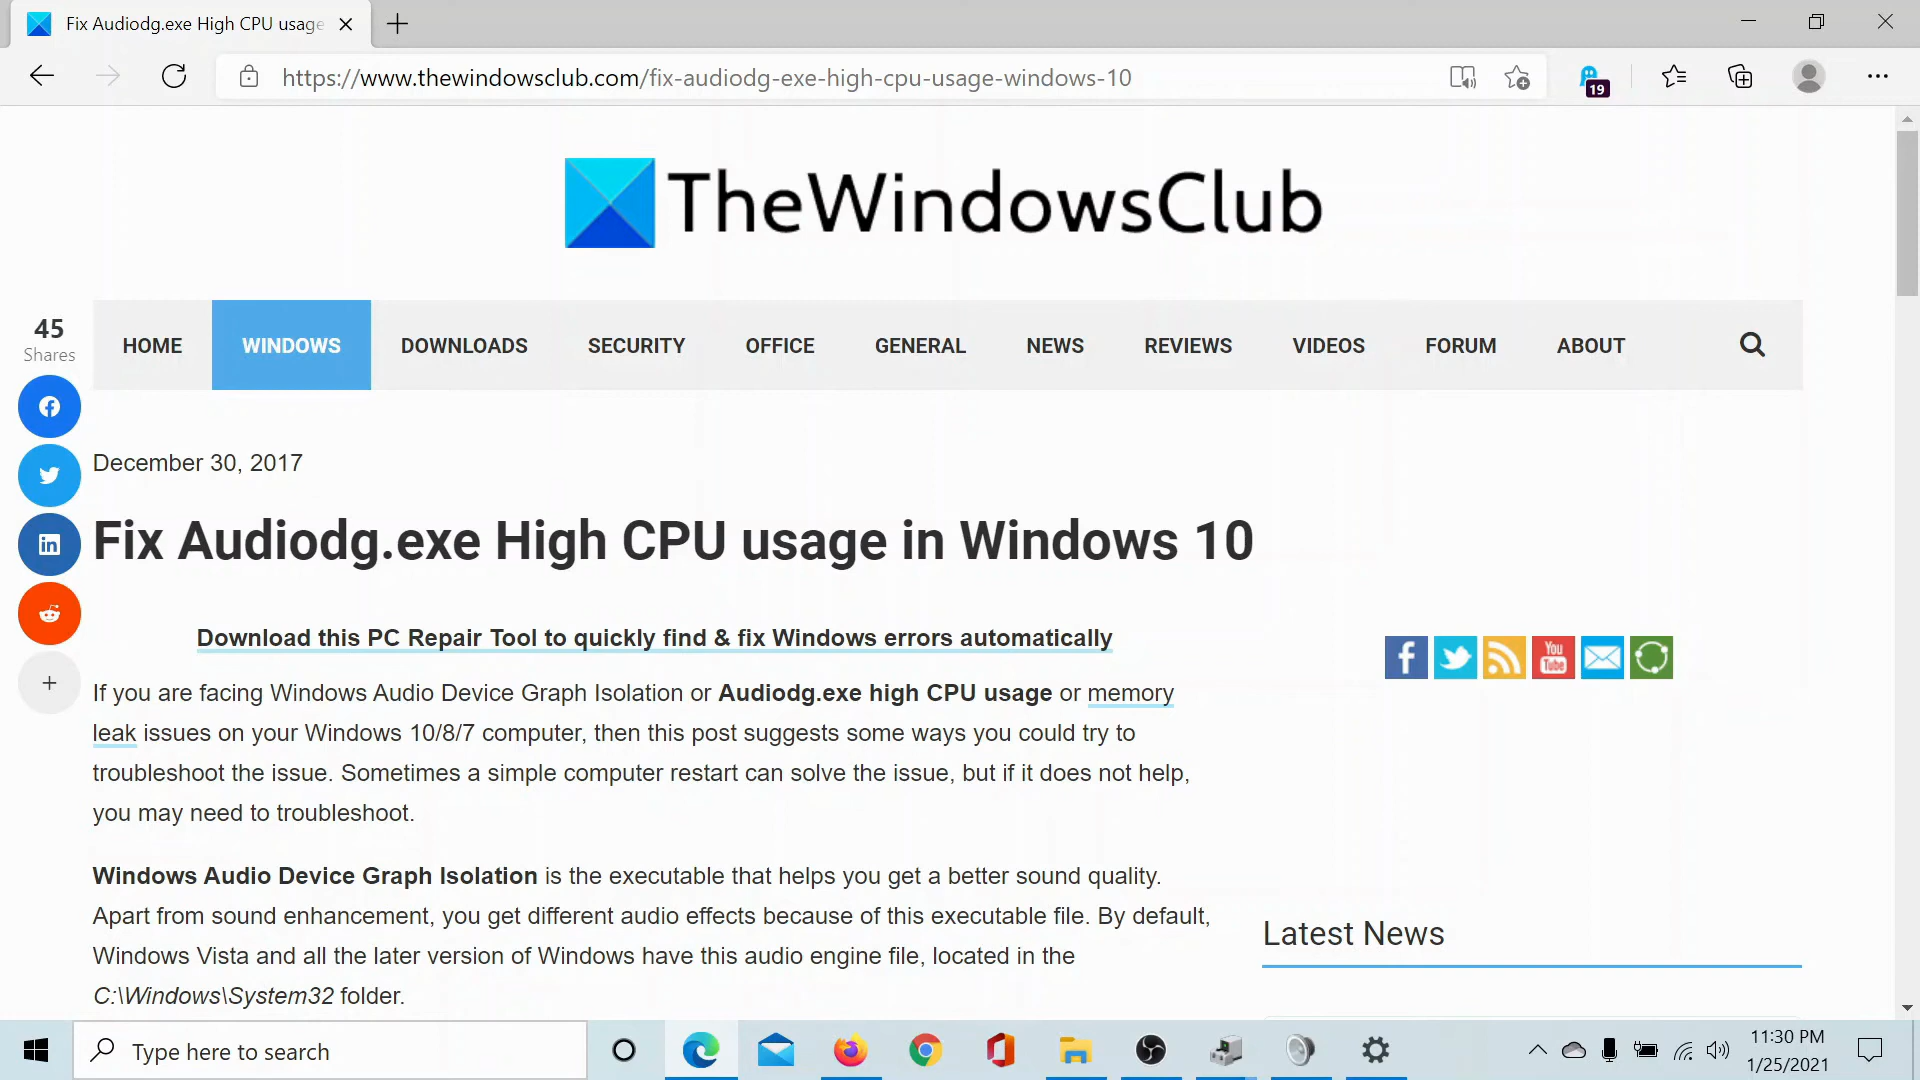 Fix Audiodg.exe High CPU usage
https://www.thewindowsclub.com/fix-audiodg-exe-high-cpu-usage-windows-10
19
TheWindowsClub
45
Shares
HOME
WINDOWS
DOWNLOADS
SECURITY
OFFICE
GENERAL
NEWS
REVIEWS
VIDEOS
FORUM
ABOUT
December 30, 2017
Fix Audiodg.exe High CPU usage in Windows 10
Download this PC Repair Tool to quickly find & fix Windows errors automatically
You
Tube
If you are facing Windows Audio Device Graph Isolation or Audiodg.exe high CPU usage or memory
leak issues on your Windows 10/8/7 computer, then this post suggests some ways you could try to
troubleshoot the issue. Sometimes a simple computer restart can solve the issue, but if it does not help,
you may need to troubleshoot.
Windows Audio Device Graph Isolation is the executable that helps you get a better sound quality.
Apart from sound enhancement, you get different audio effects because of this executable file. By default,
Windows Vista and all the later version of Windows have this audio engine file, located in the
C:\Windows\System32 folder.
Latest News
Type here to search
11:30 PM
1/25/2021